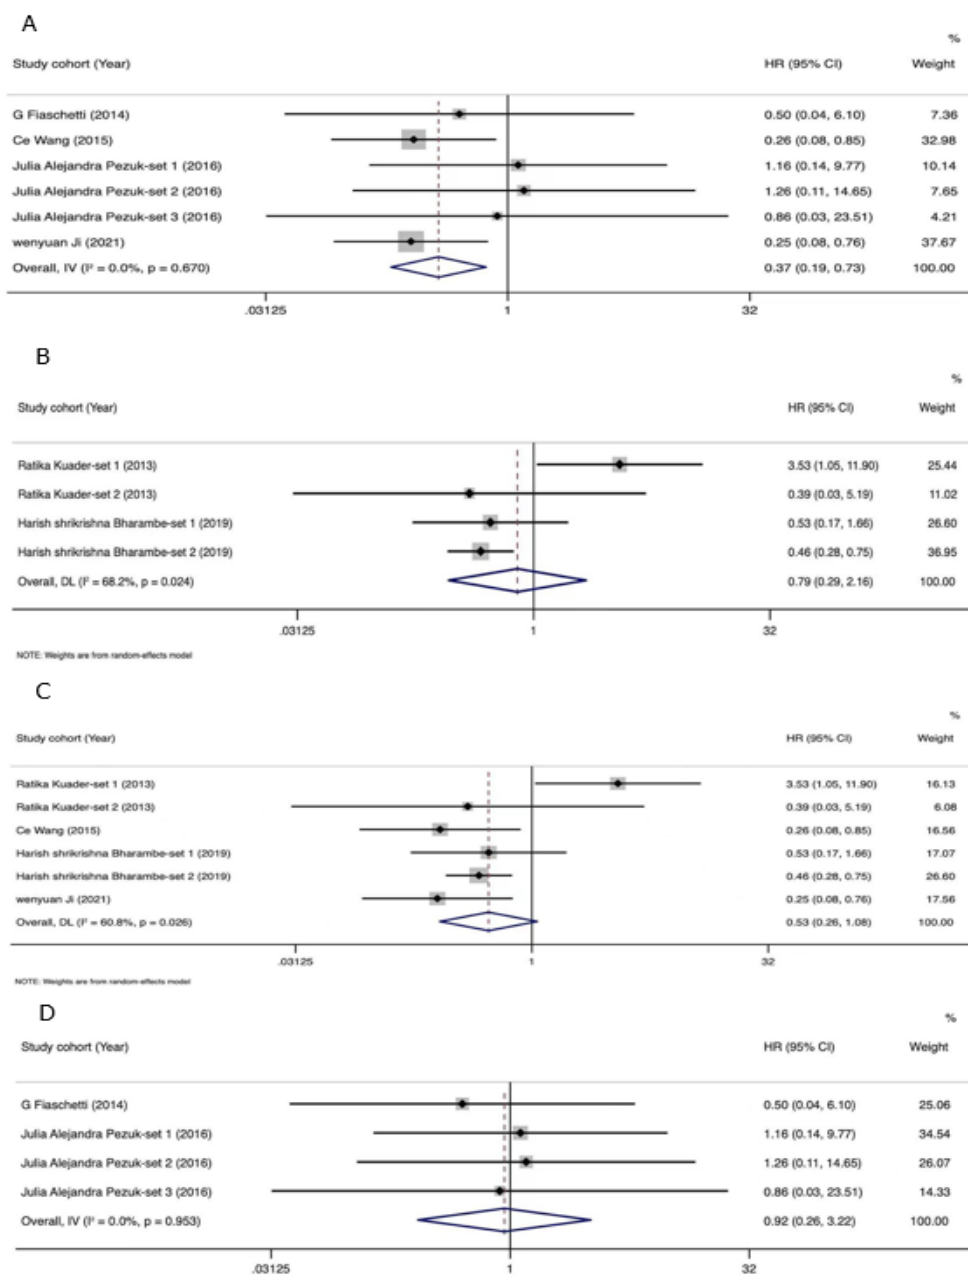 A
%
Study cohort (Year) HR (95% CI) Weight
G Fiaschetti (2014) 0.50 (0.04, 6.10) 7.36
Ce Wang (2015) 0.26 (0.08, 0.85) 32.98
Julia Alejandra Pezuk-set 1 (2016) 1.16 (0.14, 9.77) 10.14
Julia Alejandra Pezuk-set 2 (2016) 1.26 (0.11, 14.65) 7.65
Julia Alejandra Pezuk-set 3 (2016) 0.86 (0.03, 23.51) 4.21
wenyuan Ji (2021) 0.25 (0.08, 0.76) 37.67
Overall, IV (I² = 0.0%, p = 0.670) 0.37 (0.19, 0.73) 100.00
.03125 1 32
B
%
Study cohort (Year) HR (95% CI) Weight
Ratika Kuader-set 1 (2013) 3.53 (1.05, 11.90) 25.44
Ratika Kuader-set 2 (2013) 0.39 (0.03, 5.19) 11.02
Harish shrikrishna Bharambe-set 1 (2019) 0.53 (0.17, 1.66) 26.60
Harish shrikrishna Bharambe-set 2 (2019) 0.46 (0.28, 0.75) 36.95
Overall, DL (I² = 68.2%, p = 0.024) 0.79 (0.29, 2.16) 100.00
.03125 1 32
NOTE: Weights are from random-effects model
C
%
Study cohort (Year) HR (95% CI) Weight
Ratika Kuader-set 1 (2013) 3.53 (1.05, 11.90) 16.13
Ratika Kuader-set 2 (2013) 0.39 (0.03, 5.19) 6.08
Ce Wang (2015) 0.26 (0.08, 0.85) 16.56
Harish shrikrishna Bharambe-set 1 (2019) 0.53 (0.17, 1.66) 17.07
Harish shrikrishna Bharambe-set 2 (2019) 0.46 (0.28, 0.75) 26.60
wenyuan Ji (2021) 0.25 (0.08, 0.76) 17.56
Overall, DL (I² = 60.8%, p = 0.026) 0.53 (0.26, 1.08) 100.00
.03125 1 32
NOTE: Weights are from random-effects model
D
%
Study cohort (Year) HR (95% CI) Weight
G Fiaschetti (2014) 0.50 (0.04, 6.10) 25.06
Julia Alejandra Pezuk-set 1 (2016) 1.16 (0.14, 9.77) 34.54
Julia Alejandra Pezuk-set 2 (2016) 1.26 (0.11, 14.65) 26.07
Julia Alejandra Pezuk-set 3 (2016) 0.86 (0.03, 23.51) 14.33
Overall, IV (I² = 0.0%, p = 0.953) 0.92 (0.26, 3.22) 100.00
.03125 1 32